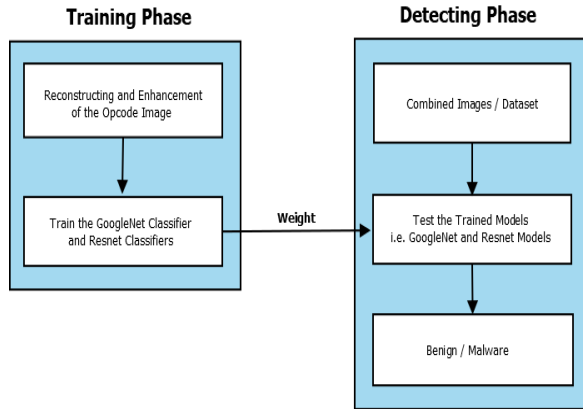 Training Phase
Reconstructing and Enhancement
of the Opcode Image
Train the GoogleNet Classifier
and Resnet Classifiers
Weight
Detecting Phase
Combined Images / Dataset
Test the Trained Models
i.e. GoogleNet and Resnet Models
Benign / Malware